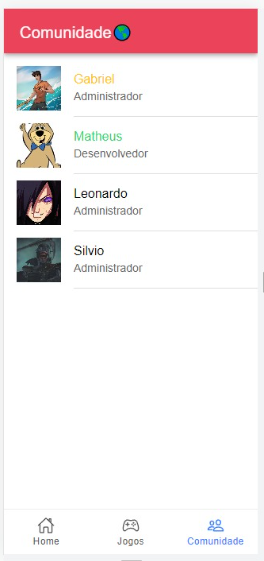 Comunidade🌎
Gabriel
Administrador
Matheus
Desenvolvedor
Leonardo
Administrador
Silvio
Administrador
Home
Jogos
Comunidade